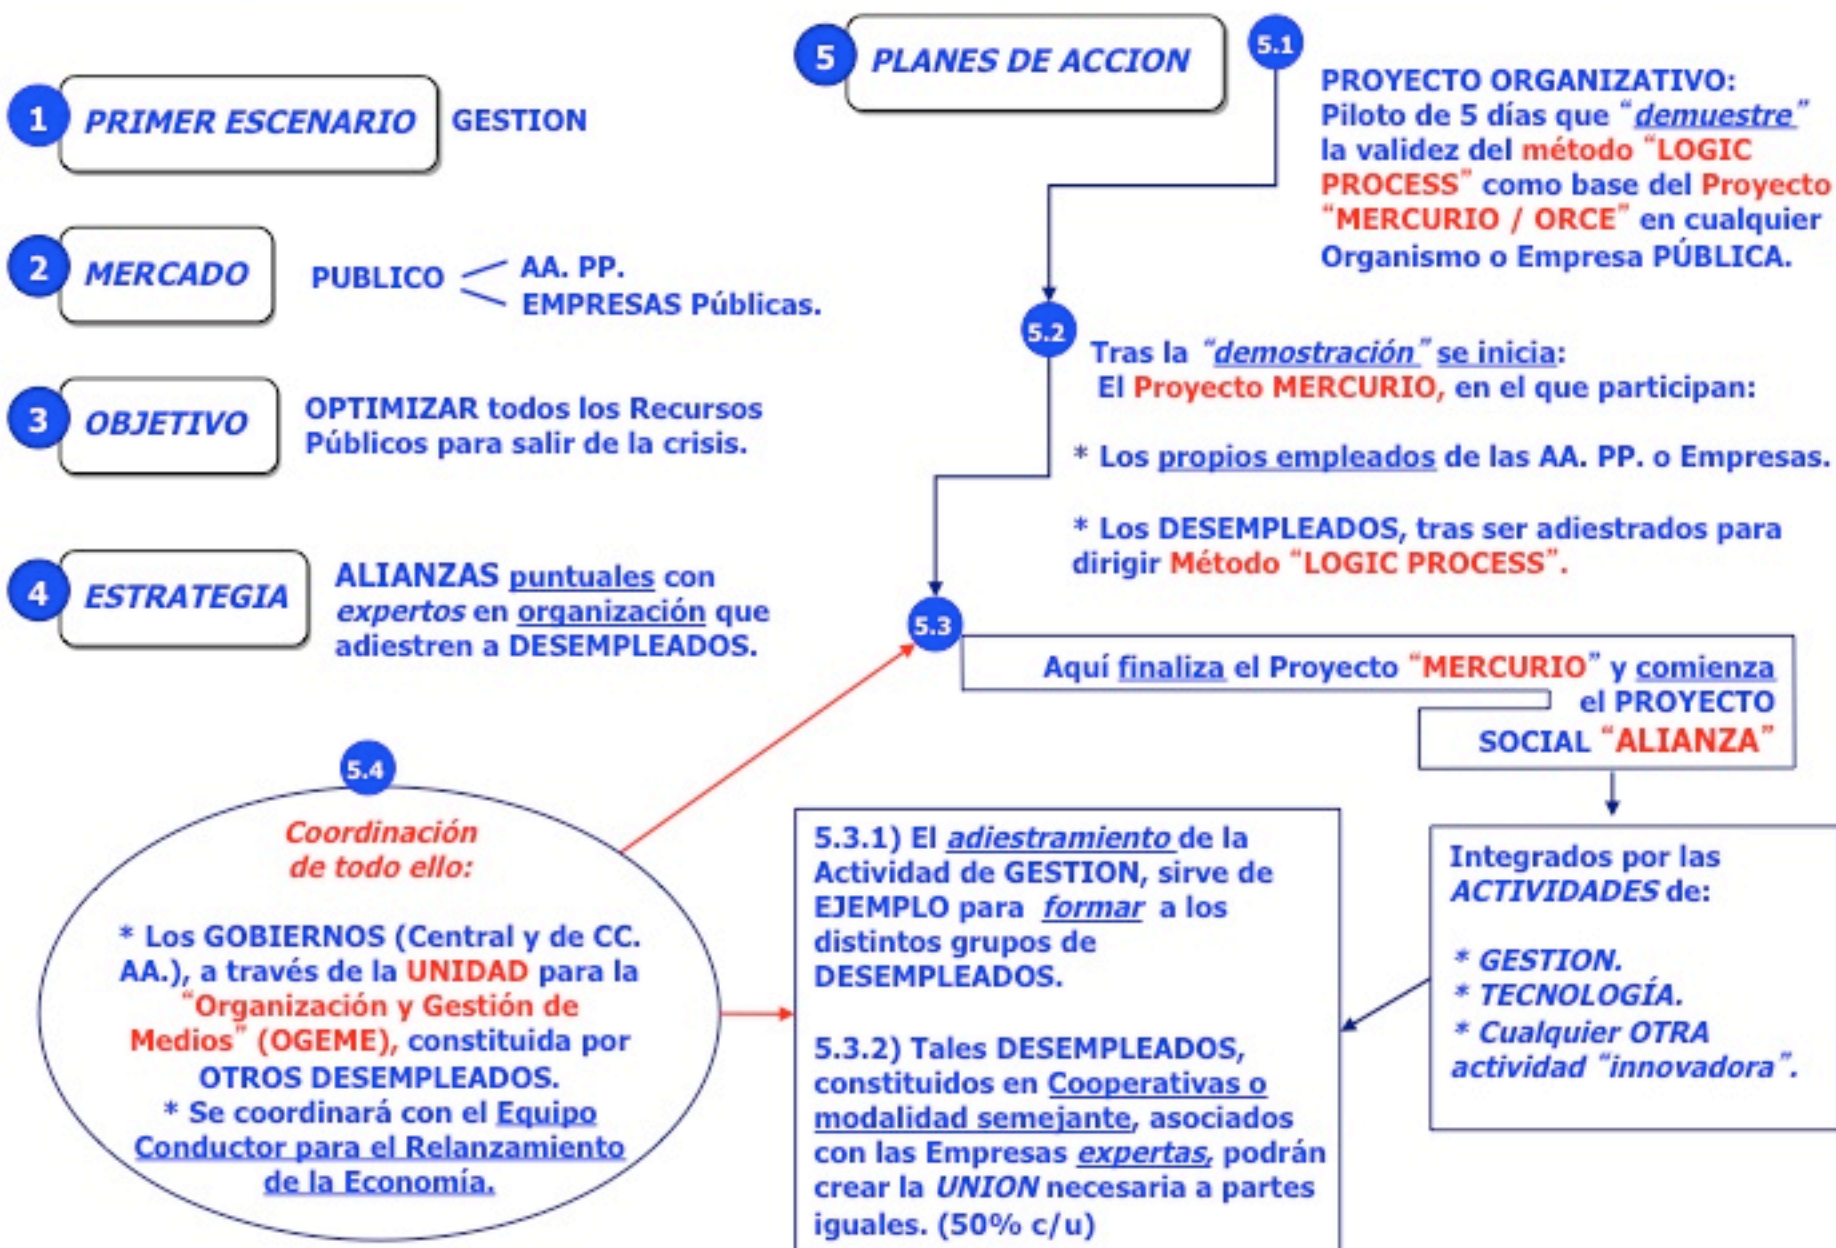 1
PRIMER ESCENARIO
GESTION
2
MERCADO
PUBLICO
AA. PP.
EMPRESAS Públicas.
3
OBJETIVO
OPTIMIZAR todos los Recursos
Públicos para salir de la crisis.
4
ESTRATEGIA
ALIANZAS puntuales con
expertos en organización que
adiestren a DESEMPLEADOS.
5
PLANES DE ACCION
5.1
PROYECTO ORGANIZATIVO:
Piloto de 5 días que “demuestre”
la validez del método “LOGIC
PROCESS” como base del Proyecto
“MERCURIO / ORCE” en cualquier
Organismo o Empresa PÚBLICA.
5.2
Tras la “demostración” se inicia:
El Proyecto MERCURIO, en el que participan:
* Los propios empleados de las AA. PP. o Empresas.
* Los DESEMPLEADOS, tras ser adiestrados para
dirigir Método “LOGIC PROCESS”.
5.3
Aquí finaliza el Proyecto “MERCURIO” y comienza
el PROYECTO
SOCIAL “ALIANZA”
Integrados por las
ACTIVIDADES de:
* GESTION.
* TECNOLOGÍA.
* Cualquier OTRA
actividad “innovadora”.
5.3.1) El adiestramiento de la
Actividad de GESTION, sirve de
EJEMPLO para formar a los
distintos grupos de
DESEMPLEADOS.
5.3.2) Tales DESEMPLEADOS,
constituidos en Cooperativas o
modalidad semejante, asociados
con las Empresas expertas, podrán
crear la UNION necesaria a partes
iguales. (50% c/u)
5.4
Coordinación
de todo ello:
* Los GOBIERNOS (Central y de CC.
AA.), a través de la UNIDAD para la
“Organización y Gestión de
Medios” (OGEME), constituida por
OTROS DESEMPLEADOS.
* Se coordinará con el Equipo
Conductor para el Relanzamiento
de la Economía.